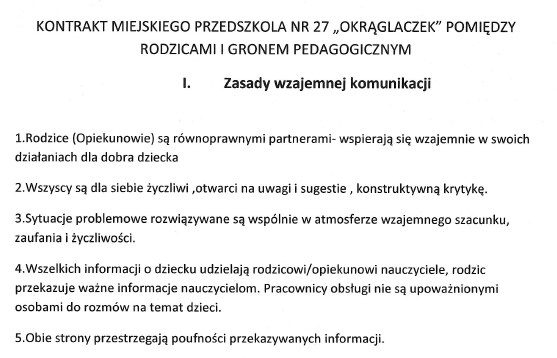 KONTRAKT MIEJSKIEGO PRZEDSZKOLA NR 27 „OKRĄGLACZEK” POMIĘDZY
RODZICAMI I GRONEM PEDAGOGICZNYM
I. Zasady wzajemnej komunikacji
1.Rodzice (Opiekunowie) są równoprawnymi partnerami- wspierają się wzajemnie w swoich
działaniach dla dobra dziecka
2.Wszyscy są dla siebie życzliwi ,otwarci na uwagi i sugestie , konstruktywną krytykę.
3.Sytuacje problemowe rozwiązywane są wspólnie w atmosferze wzajemnego szacunku,
zaufania i życzliwości.
4.Wszelkich informacji o dziecku udzielają rodzicowi/opiekunowi nauczyciele, rodzic
przekazuje ważne informacje nauczycielom. Pracownicy obsługi nie są upoważnionymi
osobami do rozmów na temat dzieci.
5.Obie strony przestrzegają poufności przekazywanych informacji.